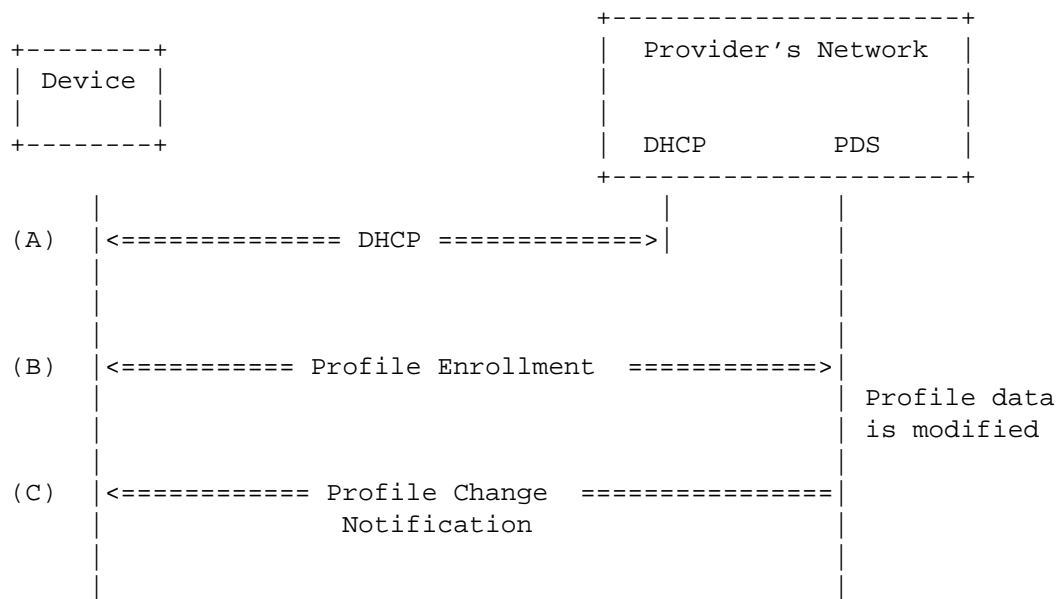 Provider's Network
Device
DHCP PDS
(A) <============== DHCP =============>
(B) <=========== Profile Enrollment ============>
Profile data
is modified
(C) <============ Profile Change ================
Notification